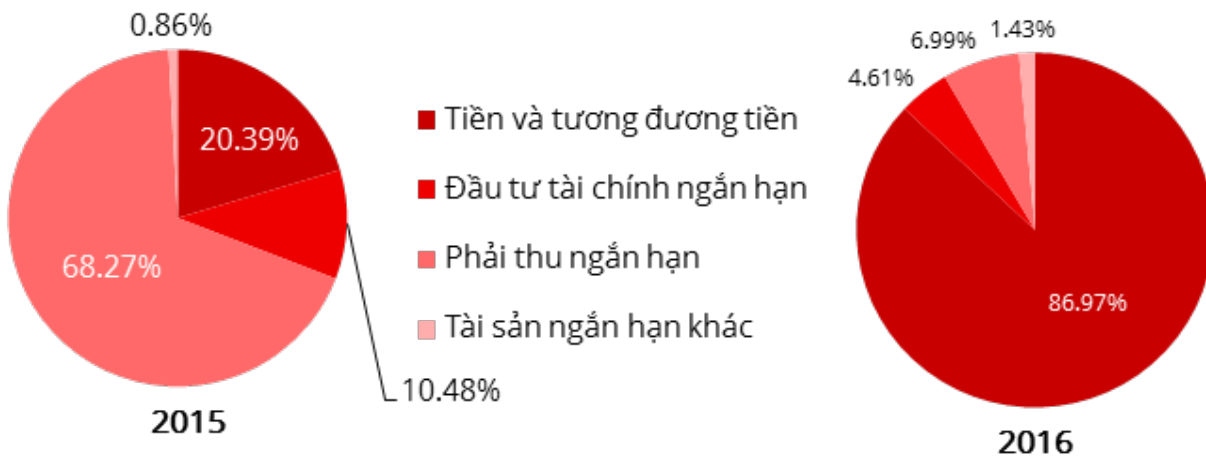 0.86%
20.39%
68.27%
10.48%
2015
Tiền và tương đương tiền
Đầu tư tài chính ngắn hạn
Phải thu ngắn hạn
Tài sản ngắn hạn khác
1.43%
6.99%
4.61%
86.97%
2016